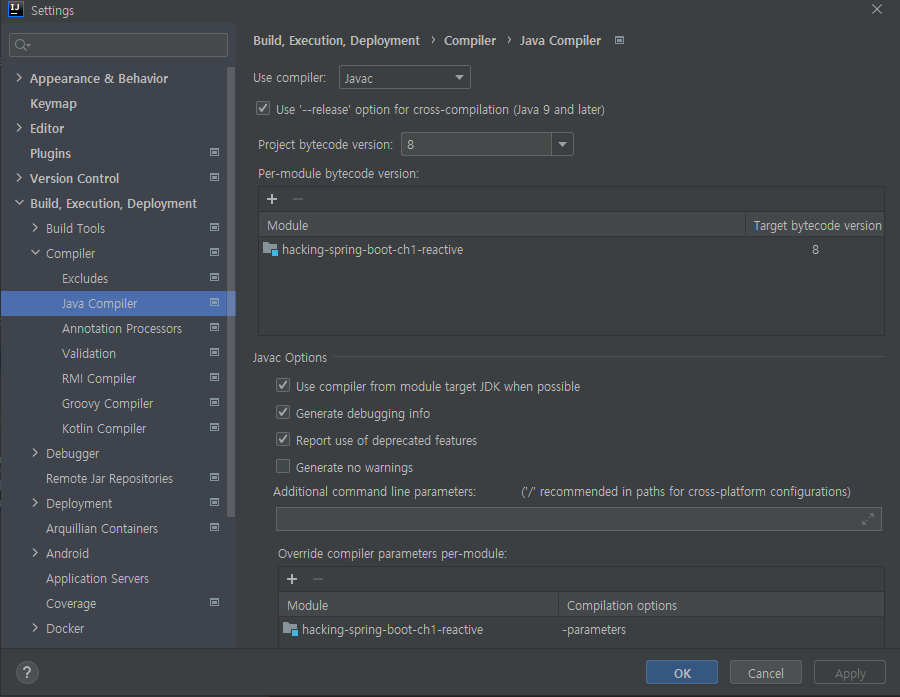 IJ Settings
Build, Execution, Deployment › Compiler › Java Compiler
Appearance & Behavior
Keymap
Editor
Plugins
Version Control
Build, Execution, Deployment
Build Tools
Compiler
Excludes
Java Compiler
Annotation Processors
Validation
RMI Compiler
Groovy Compiler
Kotlin Compiler
Debugger
Remote Jar Repositories
Deployment
Arquillian Containers
Android
Application Servers
Coverage
Docker
Use compiler: Javac
Use '--release' option for cross-compilation (Java 9 and later)
Project bytecode version: 8
Per-module bytecode version:
Module Target bytecode version
hacking-spring-boot-ch1-reactive 8
Javac Options
Use compiler from module target JDK when possible
Generate debugging info
Report use of deprecated features
Generate no warnings
Additional command line parameters: ('/' recommended in paths for cross-platform configurations)
Override compiler parameters per-module:
Module Compilation options
hacking-spring-boot-ch1-reactive -parameters
? OK Cancel Apply